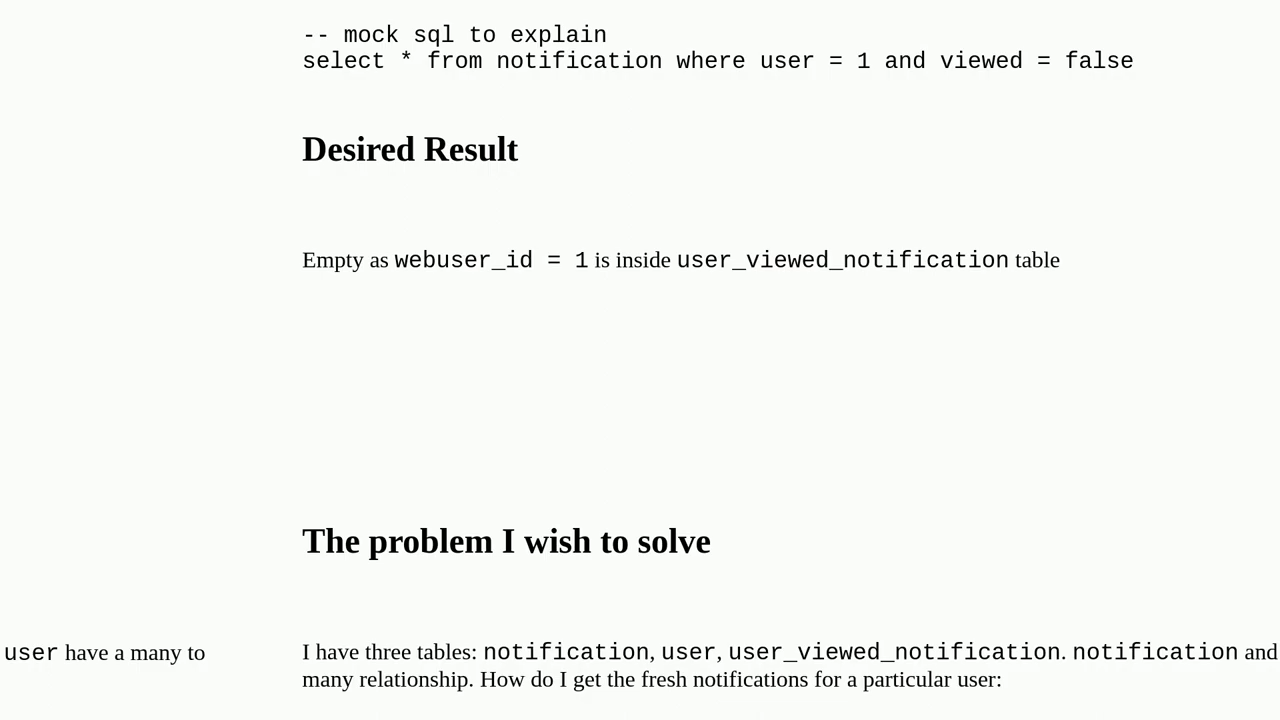 -- mock sql to explain
select * from notification where user = 1 and viewed = false
Desired Result
Empty as webuser_id = 1 is inside user_viewed_notification table
The problem I wish to solve
I have three tables: notification, user, user_viewed_notification. notification and
user have a many to
many relationship. How do I get the fresh notifications for a particular user: